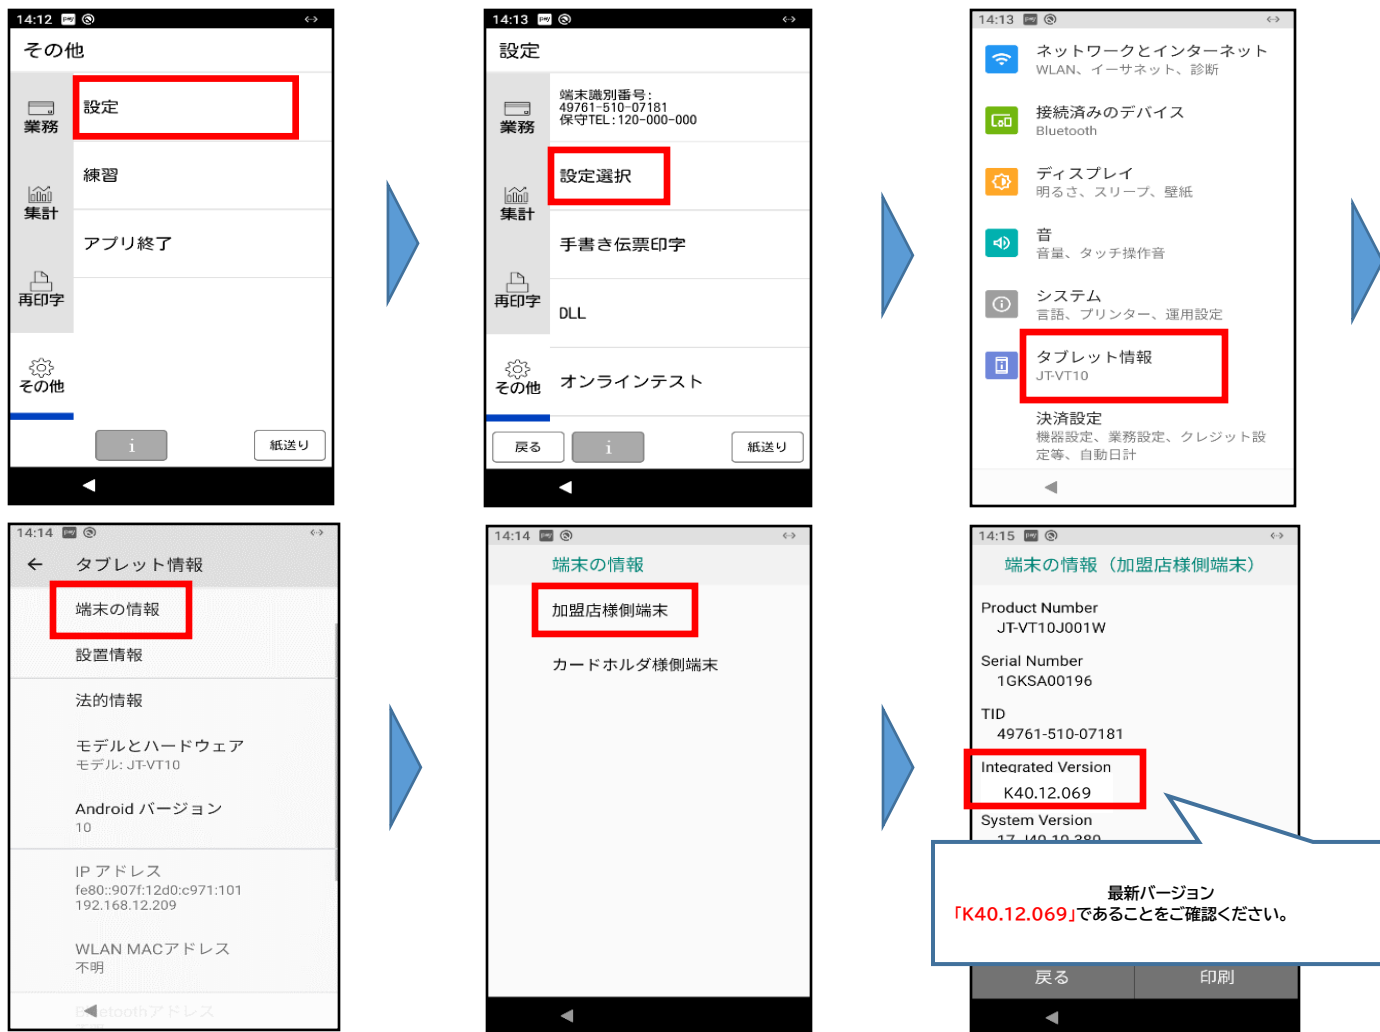 14:12
その他
業務
集計
再印字
その他
設定
練習
アプリ終了
i
紙送り
14:13
設定
業務
集計
再印字
その他
端末識別番号:
49761-510-07181
保守TEL:120-000-000
設定選択
手書き伝票印字
DLL
オンラインテスト
戻る
i
紙送り
14:13
ネットワークとインターネット
WLAN、イーサネット、診断
接続済みのデバイス
Bluetooth
ディスプレイ
明るさ、スリープ、壁紙
音
音量、タッチ操作音
システム
言語、プリンター、運用設定
タブレット情報
JT-VT10
決済設定
機器設定、業務設定、クレジット設
定等、自動日計
14:14
タブレット情報
端末の情報
設置情報
法的情報
モデルとハードウェア
モデル: JT-VT10
Android バージョン
10
IP アドレス
fe80::907f:12d0:c971:101
192.168.12.209
WLAN MACアドレス
不明
Bluetoothアドレス
14:14
端末の情報
加盟店様側端末
カードホルダ様側端末
14:15
端末の情報（加盟店様側端末）
Product Number
JT-VT10J001W
Serial Number
1GKSA00196
TID
49761-510-07181
Integrated Version
K40.12.069
System Version
最新バージョン
「K40.12.069」であることをご確認ください。
戻る
印刷